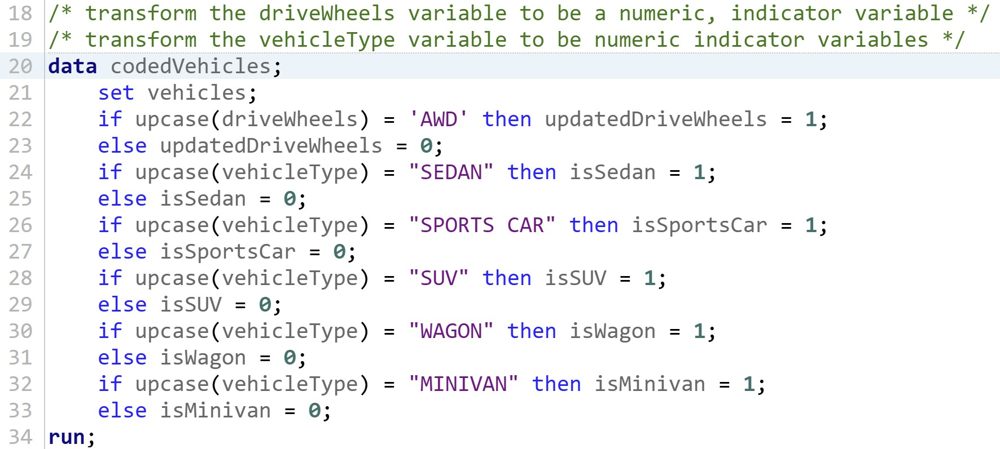 18 /* transform the driveWheels variable to be a numeric, indicator variable */
19 /* transform the vehicleType variable to be numeric indicator variables */
20 data codedVehicles;
21     set vehicles;
22     if upcase(driveWheels) = 'AWD' then updatedDriveWheels = 1;
23     else updatedDriveWheels = 0;
24     if upcase(vehicleType) = "SEDAN" then isSedan = 1;
25     else isSedan = 0;
26     if upcase(vehicleType) = "SPORTS CAR" then isSportsCar = 1;
27     else isSportsCar = 0;
28     if upcase(vehicleType) = "SUV" then isSUV = 1;
29     else isSUV = 0;
30     if upcase(vehicleType) = "WAGON" then isWagon = 1;
31     else isWagon = 0;
32     if upcase(vehicleType) = "MINIVAN" then isMinivan = 1;
33     else isMinivan = 0;
34 run;